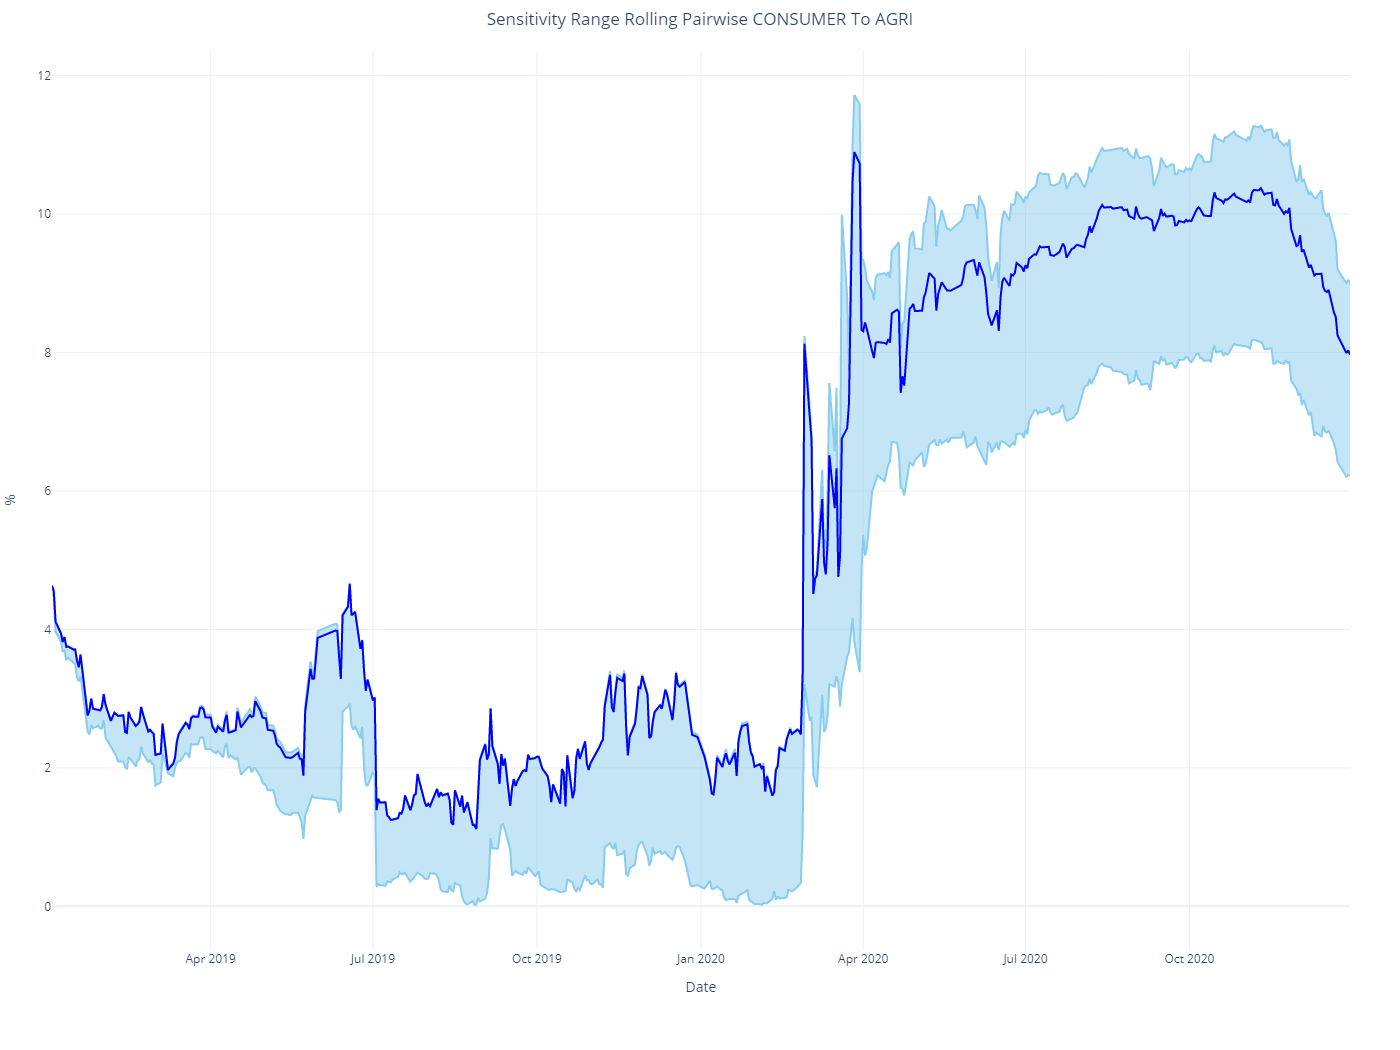 Sensitivity Range Rolling Pairwise CONSUMER To AGRI
12
10
8
6
4
2
0
%
Apr 2019
Jul 2019
Oct 2019
Jan 2020
Apr 2020
Jul 2020
Oct 2020
Date